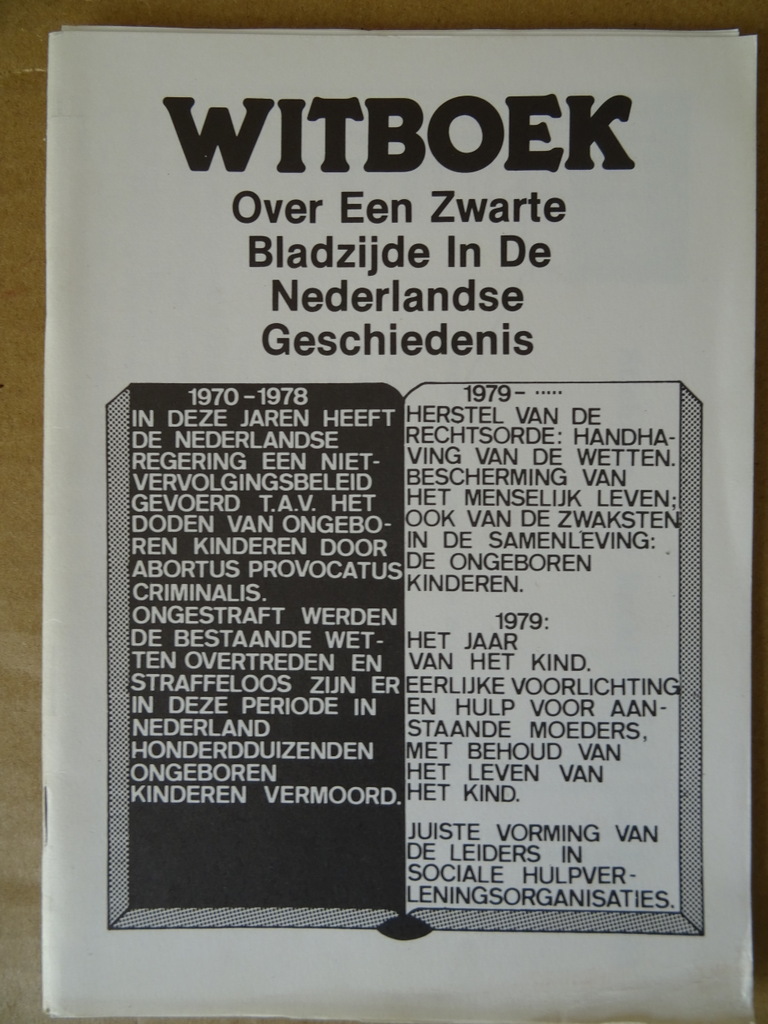 WITBOEK
Over Een Zwarte
Bladzijde In De
Nederlandse
Geschiedenis
1970-1978
IN DEZE JAREN HEEFT
DE NEDERLANDSE
REGERING EEN NIET-
VERVOLGINGSBELEID
GEVOERD T.A.V. HET
DODEN VAN ONGEBO-
REN KINDEREN DOOR
ABORTUS PROVOCATUS
CRIMINALIS.
ONGESTRAFT WERDEN
DE BESTAANDE WET-
TEN OVERTREDEN EN
STRAFFELOOS ZIJN ER
IN DEZE PERIODE IN
NEDERLAND
HONDERDDUIZENDEN
ONGEBOREN
KINDEREN VERMOORD.
1979- .....
HERSTEL VAN DE
RECHTSORDE: HANDHA-
VING VAN DE WETTEN.
BESCHERMING VAN
HET MENSELIJK LEVEN;
OOK VAN DE ZWAKSTEN
IN DE SAMENLEVING:
DE ONGEBOREN
KINDEREN.
1979:
HET JAAR
VAN HET KIND.
EERLIJKE VOORLICHTING
EN HULP VOOR AAN-
STAANDE MOEDERS,
MET BEHOUD VAN
HET LEVEN VAN
HET KIND.
JUISTE VORMING VAN
DE LEIDERS IN
SOCIALE HULPVER-
LENINGSORGANISATIES.